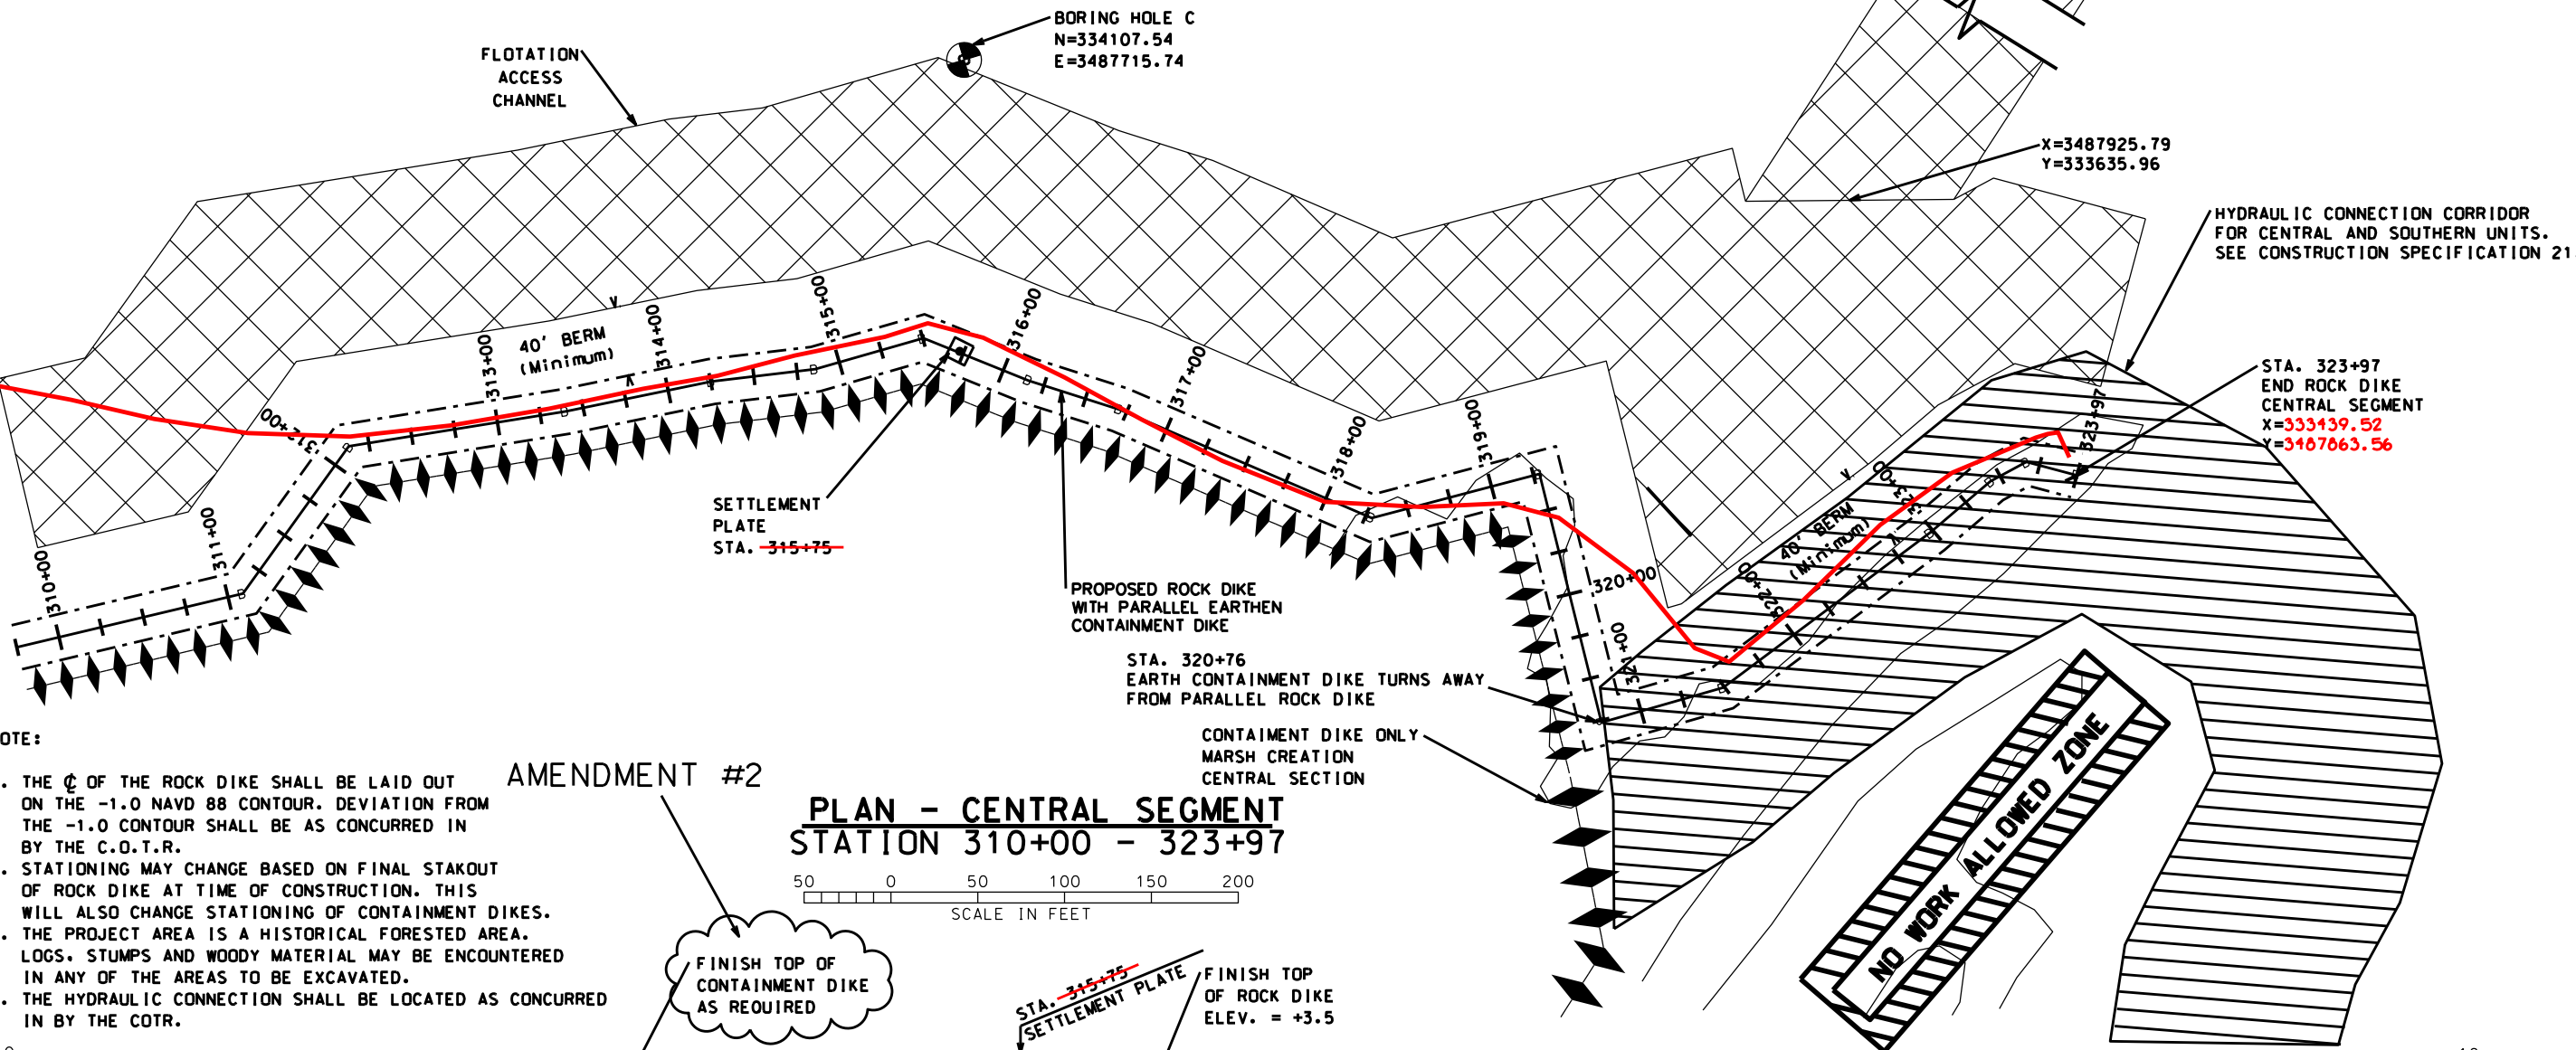 BORING HOLE C
N=334107.54
E=3487715.74
FLOTATION
ACCESS
CHANNEL
X=3487925.79
Y=333635.96
HYDRAULIC CONNECTION CORRIDOR
FOR CENTRAL AND SOUTHERN UNITS.
SEE CONSTRUCTION SPECIFICATION 21
STA. 323+97
END ROCK DIKE
CENTRAL SEGMENT
X=333439.52
Y=3487863.56
310+00
311+00
312+00
313+00
40' BERM
(Minimum)
314+00
315+00
316+00
317+00
318+00
319+00
320+00
321+00
322+00
323+00
323+97
40' BERM
(Minimum)
SETTLEMENT
PLATE
STA. 315+75
PROPOSED ROCK DIKE
WITH PARALLEL EARTHEN
CONTAINMENT DIKE
STA. 320+76
EARTH CONTAINMENT DIKE TURNS AWAY
FROM PARALLEL ROCK DIKE
CONTAIMENT DIKE ONLY
MARSH CREATION
CENTRAL SECTION
NO WORK ALLOWED ZONE
OTE:
. THE ℄ OF THE ROCK DIKE SHALL BE LAID OUT
ON THE -1.0 NAVD 88 CONTOUR. DEVIATION FROM
THE -1.0 CONTOUR SHALL BE AS CONCURRED IN
BY THE C.O.T.R.
. STATIONING MAY CHANGE BASED ON FINAL STAKOUT
OF ROCK DIKE AT TIME OF CONSTRUCTION. THIS
WILL ALSO CHANGE STATIONING OF CONTAINMENT DIKES.
. THE PROJECT AREA IS A HISTORICAL FORESTED AREA.
LOGS. STUMPS AND WOODY MATERIAL MAY BE ENCOUNTERED
IN ANY OF THE AREAS TO BE EXCAVATED.
. THE HYDRAULIC CONNECTION SHALL BE LOCATED AS CONCURRED
IN BY THE COTR.
AMENDMENT #2
PLAN - CENTRAL SEGMENT
STATION 310+00 - 323+97
50 0 50 100 150 200
SCALE IN FEET
FINISH TOP OF
CONTAINMENT DIKE
AS REQUIRED
STA. 315+75
SETTLEMENT PLATE
FINISH TOP
OF ROCK DIKE
ELEV. = +3.5